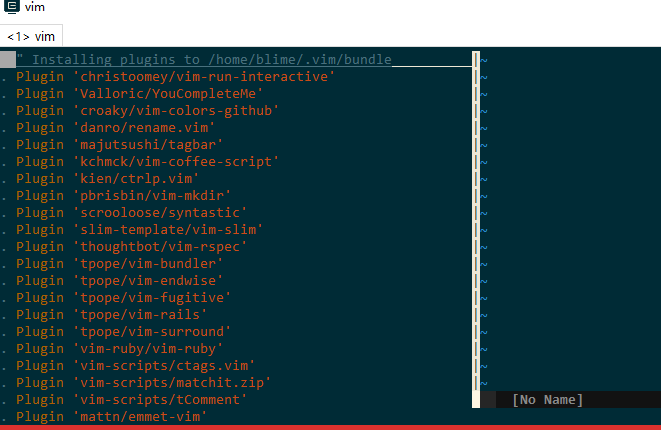 vim
<1> vim
" Installing plugins to /home/blime/.vim/bundle
. Plugin 'christoomey/vim-run-interactive'
. Plugin 'Valloric/YouCompleteMe'
. Plugin 'croaky/vim-colors-github'
. Plugin 'danro/rename.vim'
. Plugin 'majutsushi/tagbar'
. Plugin 'kchmck/vim-coffee-script'
. Plugin 'kien/ctrlp.vim'
. Plugin 'pbrisbin/vim-mkdir'
. Plugin 'scrooloose/syntastic'
. Plugin 'slim-template/vim-slim'
. Plugin 'thoughtbot/vim-rspec'
. Plugin 'tpope/vim-bundler'
. Plugin 'tpope/vim-endwise'
. Plugin 'tpope/vim-fugitive'
. Plugin 'tpope/vim-rails'
. Plugin 'tpope/vim-surround'
. Plugin 'vim-ruby/vim-ruby'
. Plugin 'vim-scripts/ctags.vim'
. Plugin 'vim-scripts/matchit.zip'
. Plugin 'vim-scripts/tComment'
. Plugin 'mattn/emmet-vim'
[No Name]